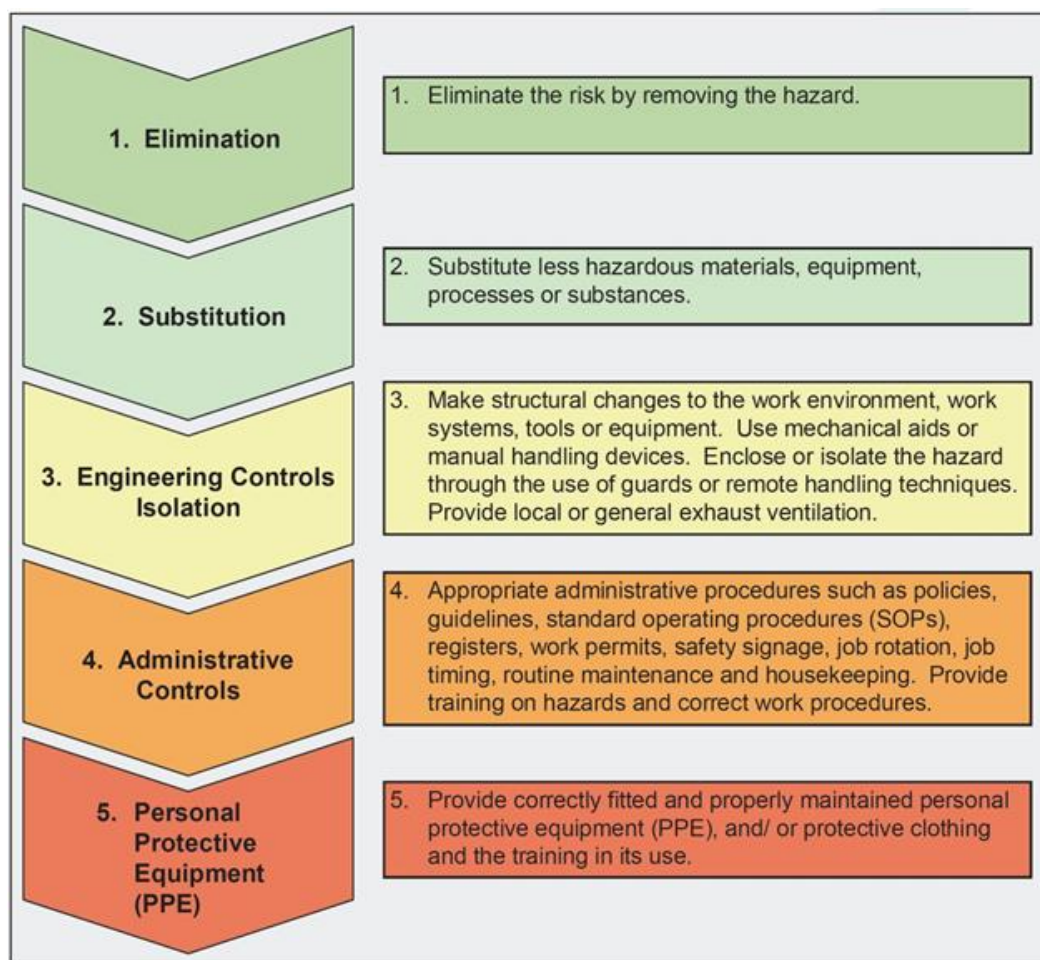 1. Elimination
1. Eliminate the risk by removing the hazard.
2. Substitution
2. Substitute less hazardous materials, equipment,
processes or substances.
3. Engineering Controls
Isolation
3. Make structural changes to the work environment, work
systems, tools or equipment. Use mechanical aids or
manual handling devices. Enclose or isolate the hazard
through the use of guards or remote handling techniques.
Provide local or general exhaust ventilation.
4. Administrative
Controls
4. Appropriate administrative procedures such as policies,
guidelines, standard operating procedures (SOPs),
registers, work permits, safety signage, job rotation, job
timing, routine maintenance and housekeeping. Provide
training on hazards and correct work procedures.
5. Personal
Protective
Equipment
(PPE)
5. Provide correctly fitted and properly maintained personal
protective equipment (PPE), and/ or protective clothing
and the training in its use.